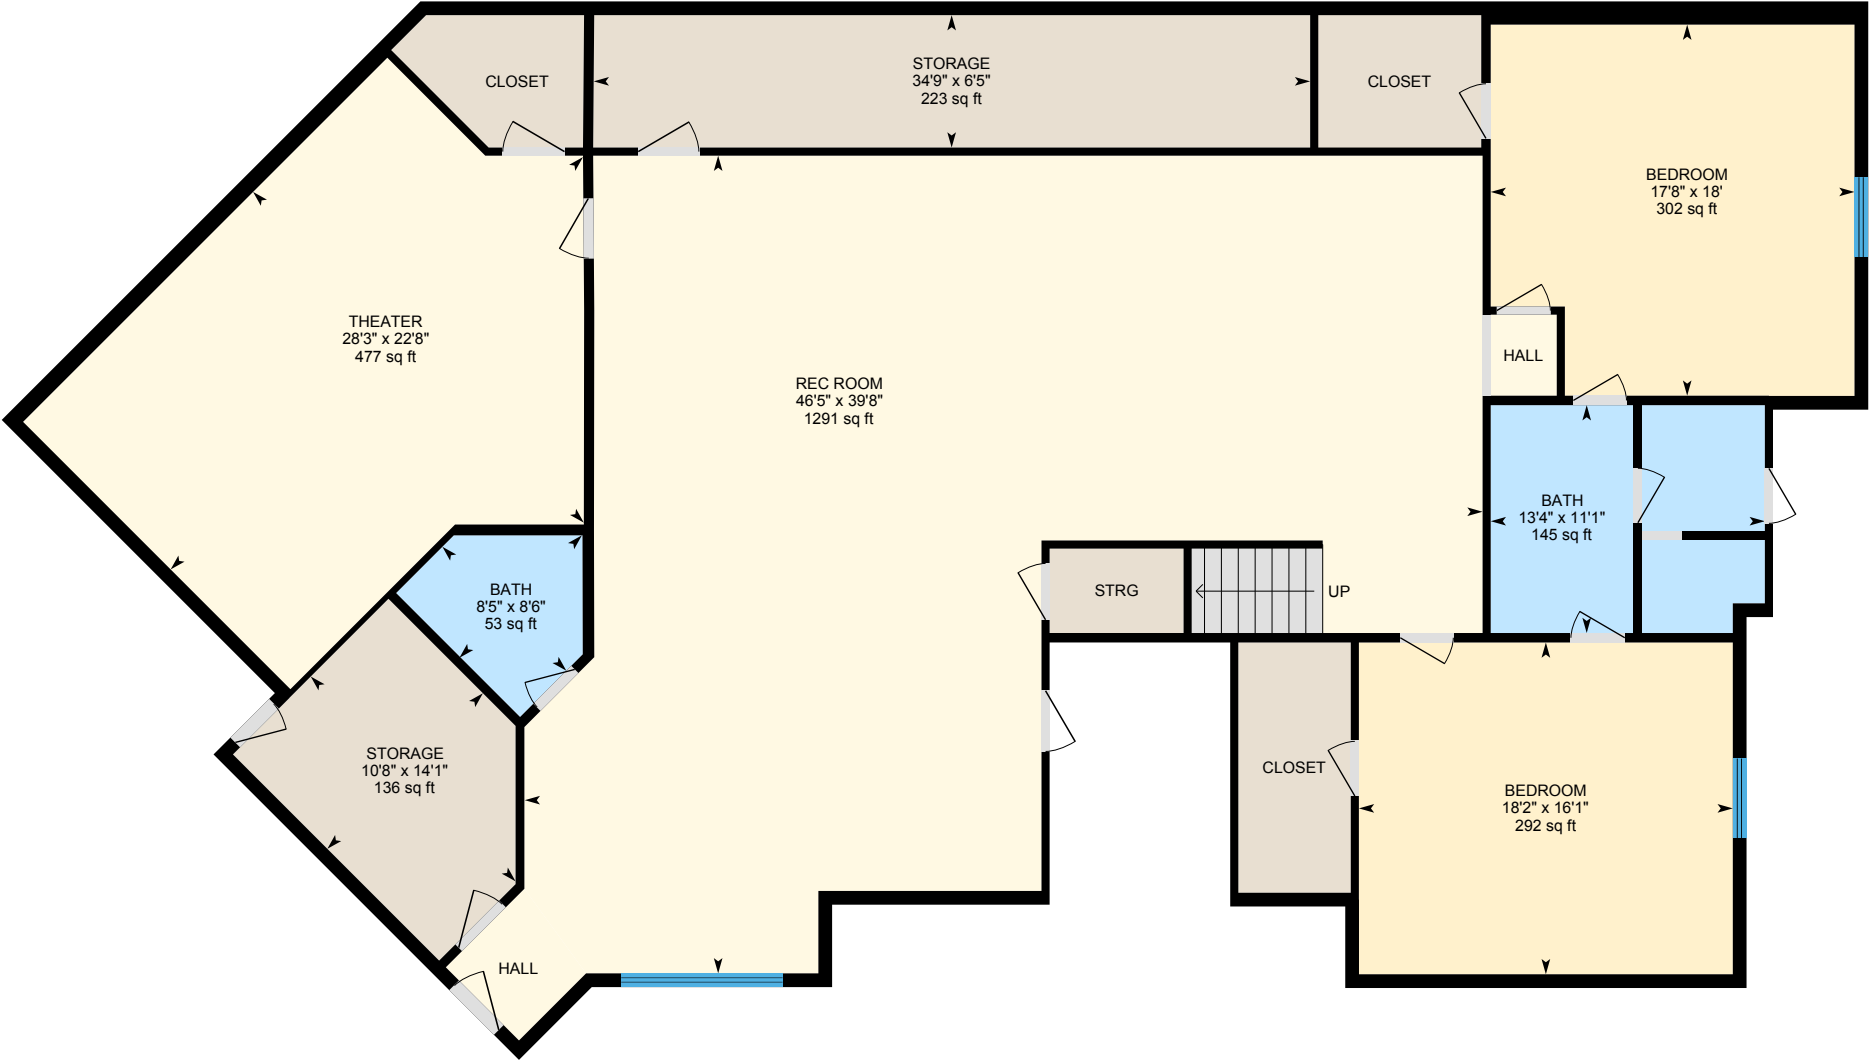 CLOSET
STORAGE
34'9" x 6'5"
223 sq ft
CLOSET
BEDROOM
17'8" x 18'
302 sq ft
THEATER
28'3" x 22'8"
477 sq ft
HALL
REC ROOM
46'5" x 39'8"
1291 sq ft
BATH
13'4" x 11'1"
145 sq ft
BATH
8'5" x 8'6"
53 sq ft
STRG
UP
STORAGE
10'8" x 14'1"
136 sq ft
CLOSET
BEDROOM
18'2" x 16'1"
292 sq ft
HALL